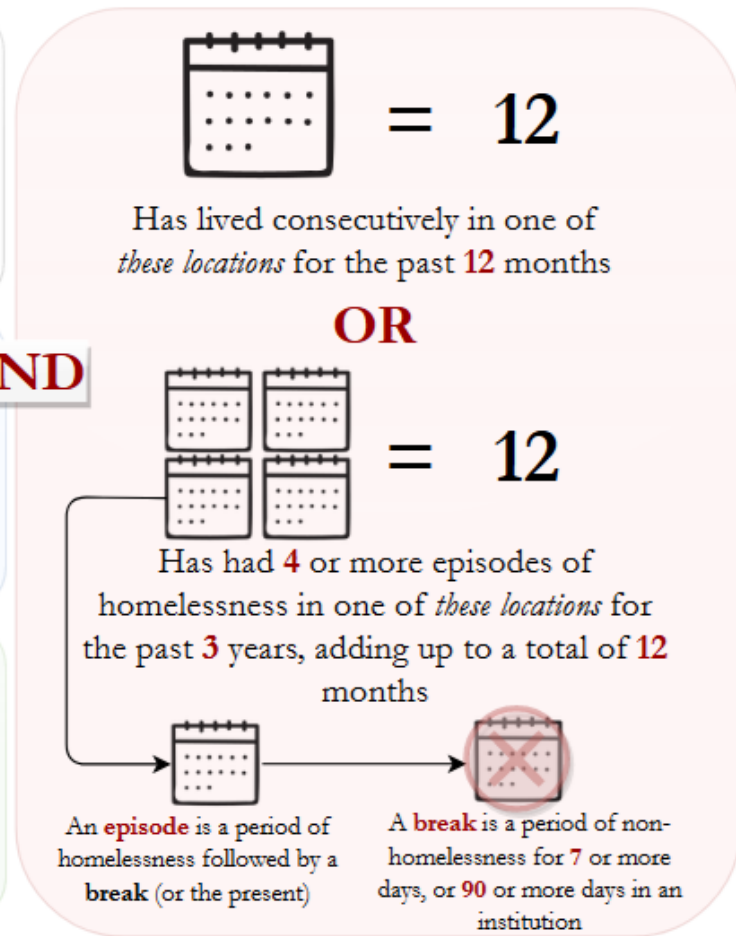 = 12
Has lived consecutively in one of
these locations for the past 12 months
OR
ND
= 12
Has had 4 or more episodes of
homelessness in one of these locations for
the past 3 years, adding up to a total of 12
months
An episode is a period of
homelessness followed by a
break (or the present)
A break is a period of non-
homelessness for 7 or more
days, or 90 or more days in an
institution